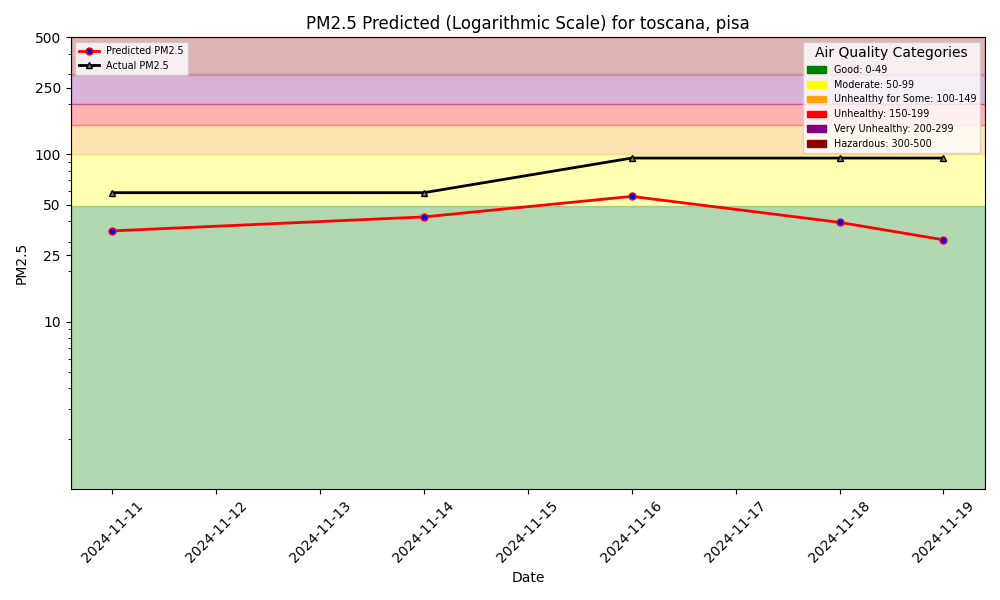 PM2.5 Predicted (Logarithmic Scale) for toscana, pisa
500
250
100
50
25
10
PM2.5
Predicted PM2.5
Actual PM2.5
Air Quality Categories
Good: 0-49
Moderate: 50-99
Unhealthy for Some: 100-149
Unhealthy: 150-199
Very Unhealthy: 200-299
Hazardous: 300-500
2024-11-11
2024-11-12
2024-11-13
2024-11-14
2024-11-15
2024-11-16
2024-11-17
2024-11-18
2024-11-19
Date